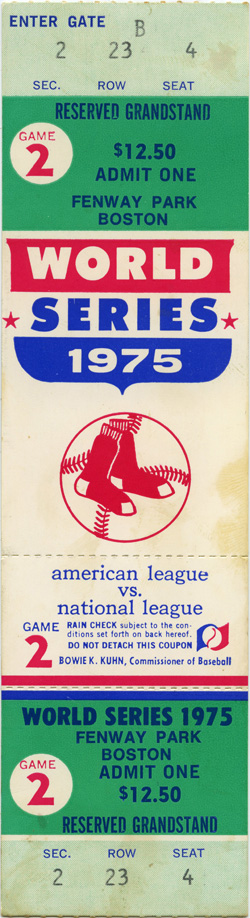 ENTER GATE B
2 23 4
SEC. ROW SEAT
RESERVED GRANDSTAND
GAME
2
$12.50
ADMIT ONE
FENWAY PARK
BOSTON
WORLD
SERIES
1975
american league
vs.
national league
GAME
2
RAIN CHECK subject to the con-
ditions set forth on back hereof.
DO NOT DETACH THIS COUPON
BOWIE K. KUHN, Commissioner of Baseball
WORLD SERIES 1975
FENWAY PARK
BOSTON
ADMIT ONE
$12.50
GAME
2
RESERVED GRANDSTAND
SEC. ROW SEAT
2 23 4